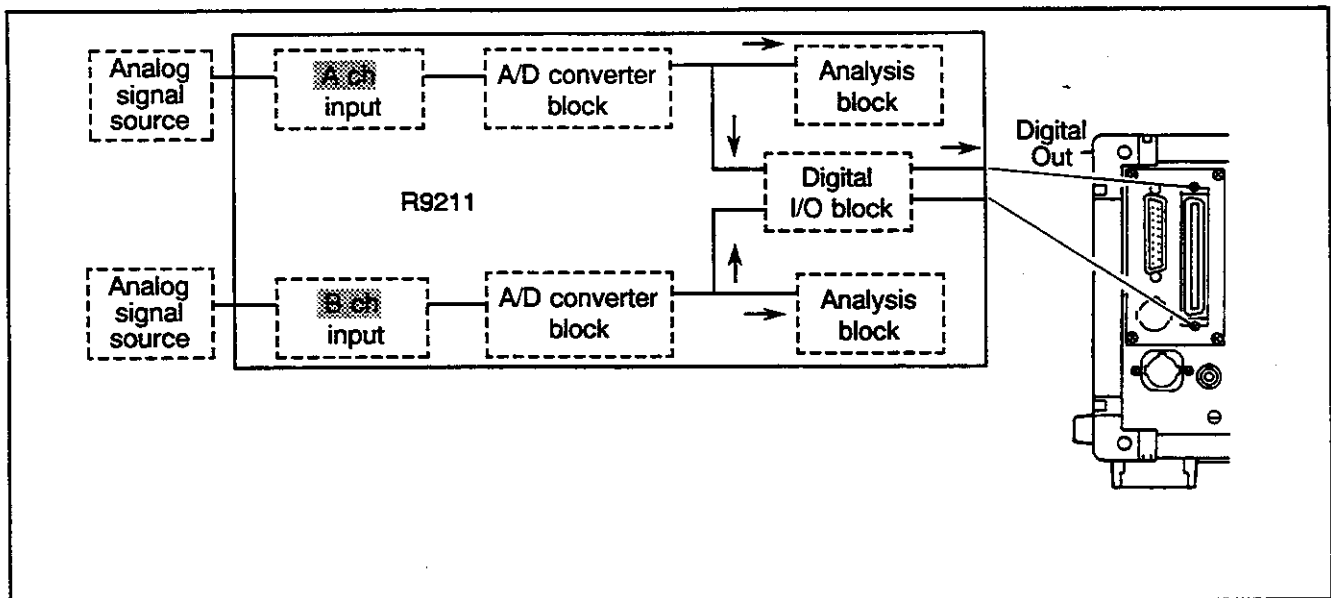 Analog
signal
source
A ch
input
A/D converter
block
Analysis
block
Digital
I/O block
R9211
Digital
Out
Analog
signal
source
B ch
input
A/D converter
block
Analysis
block